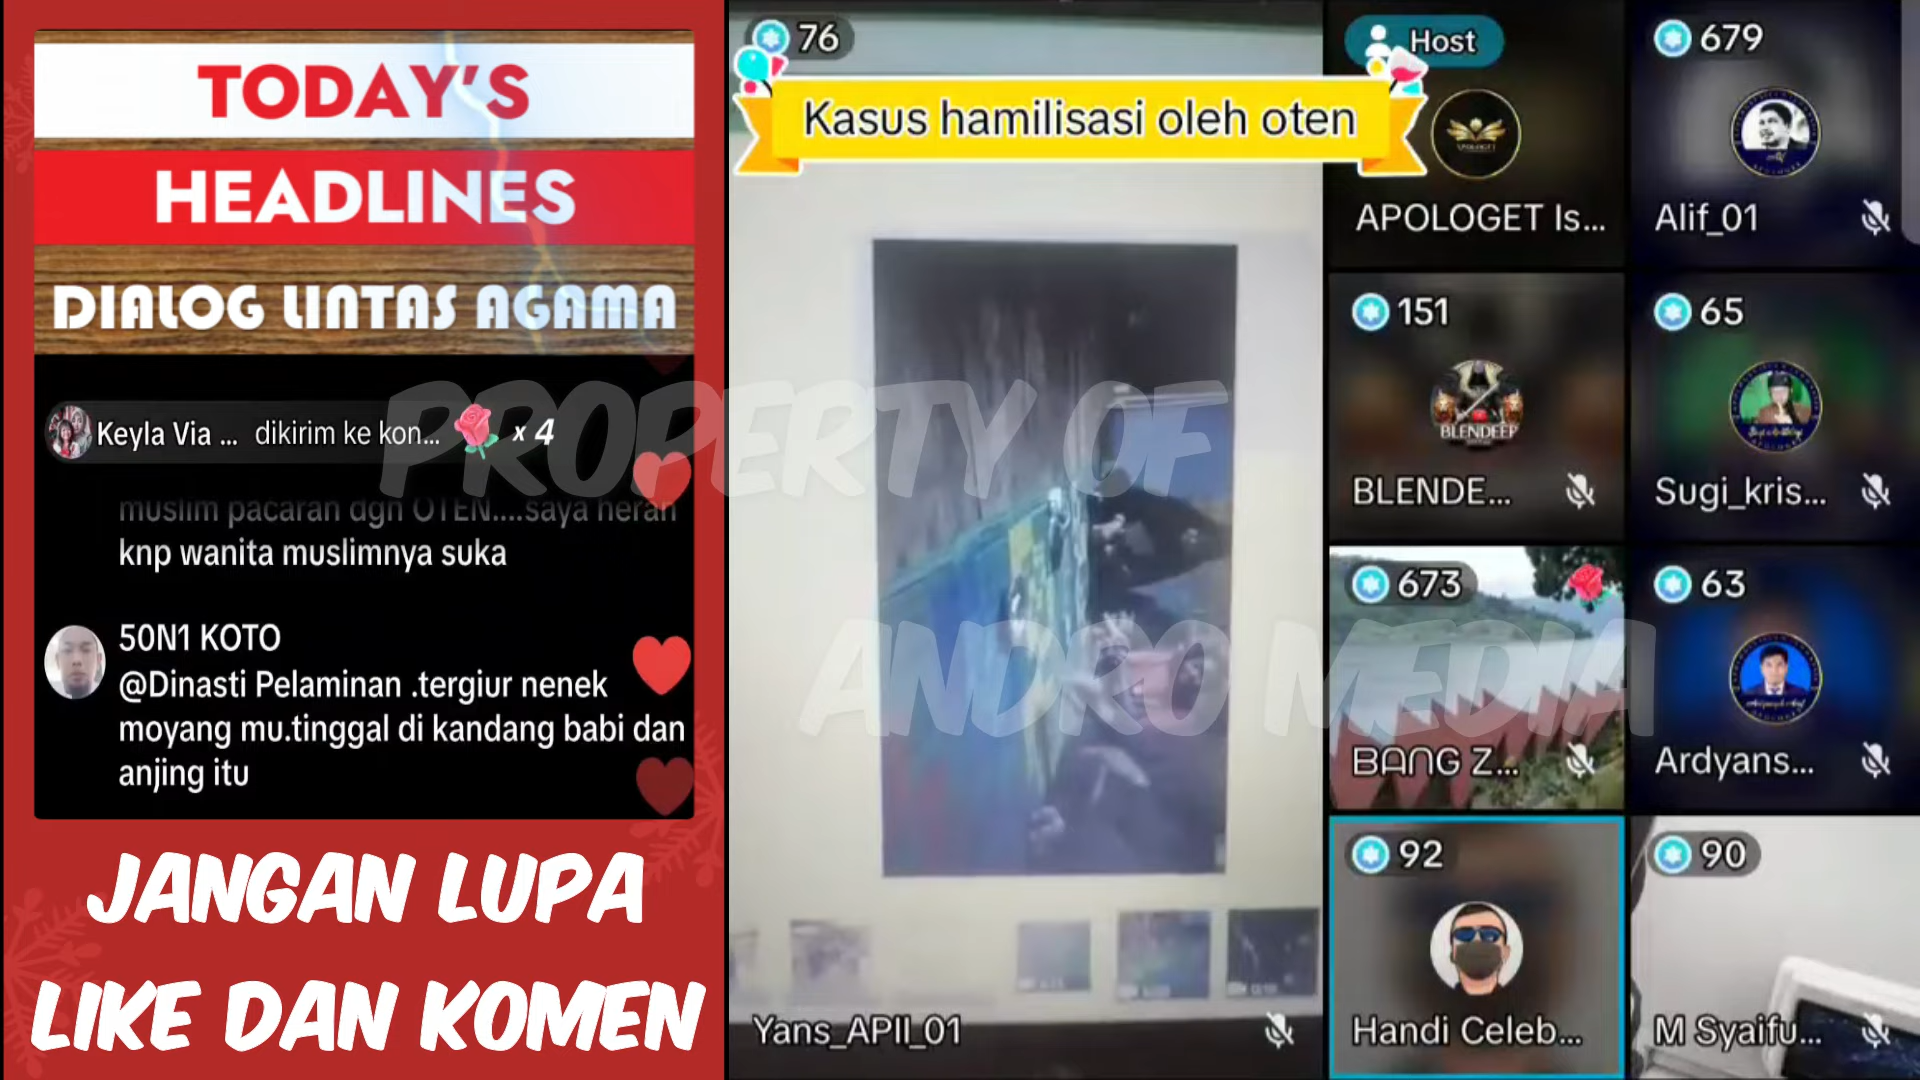 TODAY'S
HEADLINES
DIALOG LINTAS AGAMA
Keyla Via ... dikirim ke kon... x 4
muslim pacaran dgn OTEN....saya heran
knp wanita muslimnya suka
50N1 KOTO
@Dinasti Pelaminan .tergiur nenek
moyang mu.tinggal di kandang babi dan
anjing itu
JANGAN LUPA
LIKE DAN KOMEN
76
Kasus hamilisasi oleh oten
Yans_APII_01
PROPERTY OF
ANDRO MEDIA
Host
APOLOGET Is...
679
Alif_01
151
BLENDEEP
BLENDE...
65
Sugi_kris...
673
BANG Z...
63
Ardyans...
92
Handi Celeb...
90
M Syaifu...